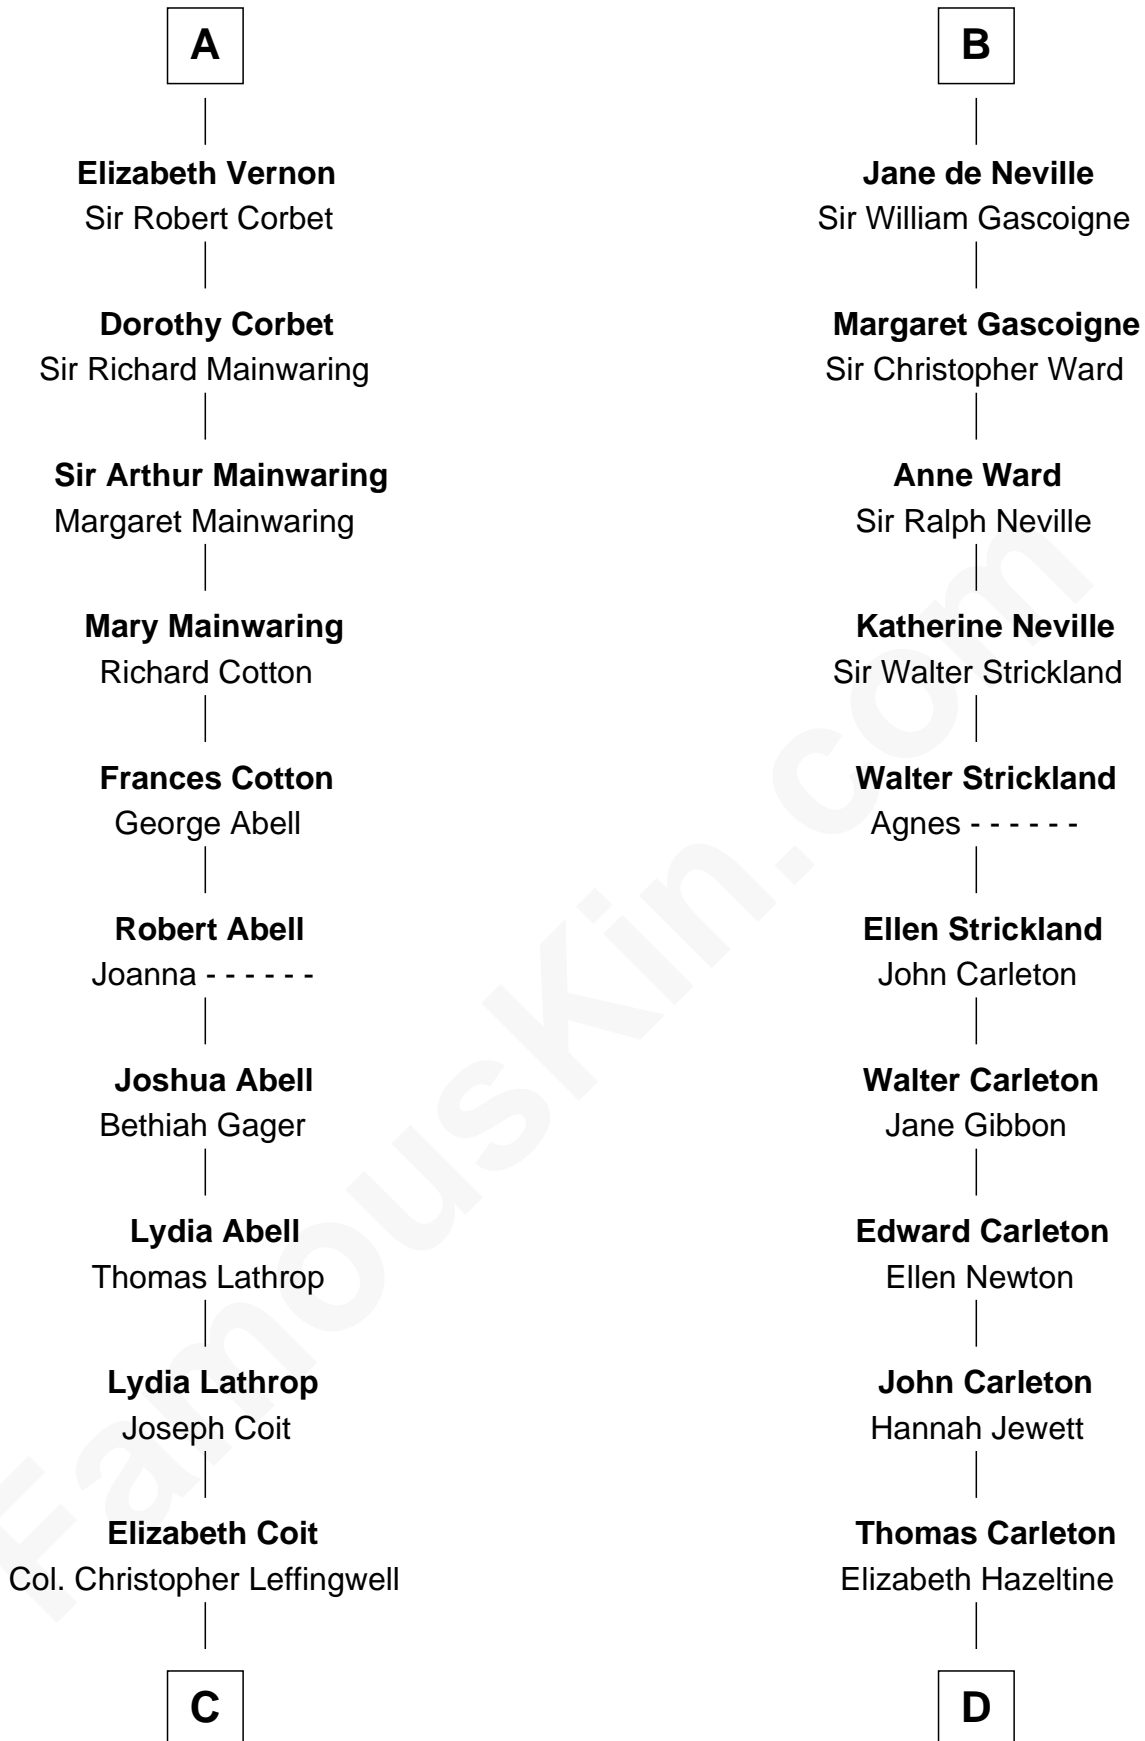 A
Elizabeth Vernon
Sir Robert Corbet
Dorothy Corbet
Sir Richard Mainwaring
Sir Arthur Mainwaring
Margaret Mainwaring
Mary Mainwaring
Richard Cotton
Frances Cotton
George Abell
Robert Abell
Joanna - - - - - -
Joshua Abell
Bethiah Gager
Lydia Abell
Thomas Lathrop
Lydia Lathrop
Joseph Coit
Elizabeth Coit
Col. Christopher Leffingwell
C
B
Jane de Neville
Sir William Gascoigne
Margaret Gascoigne
Sir Christopher Ward
Anne Ward
Sir Ralph Neville
Katherine Neville
Sir Walter Strickland
Walter Strickland
Agnes - - - - - -
Ellen Strickland
John Carleton
Walter Carleton
Jane Gibbon
Edward Carleton
Ellen Newton
John Carleton
Hannah Jewett
Thomas Carleton
Elizabeth Hazeltine
D
FamousKin.com